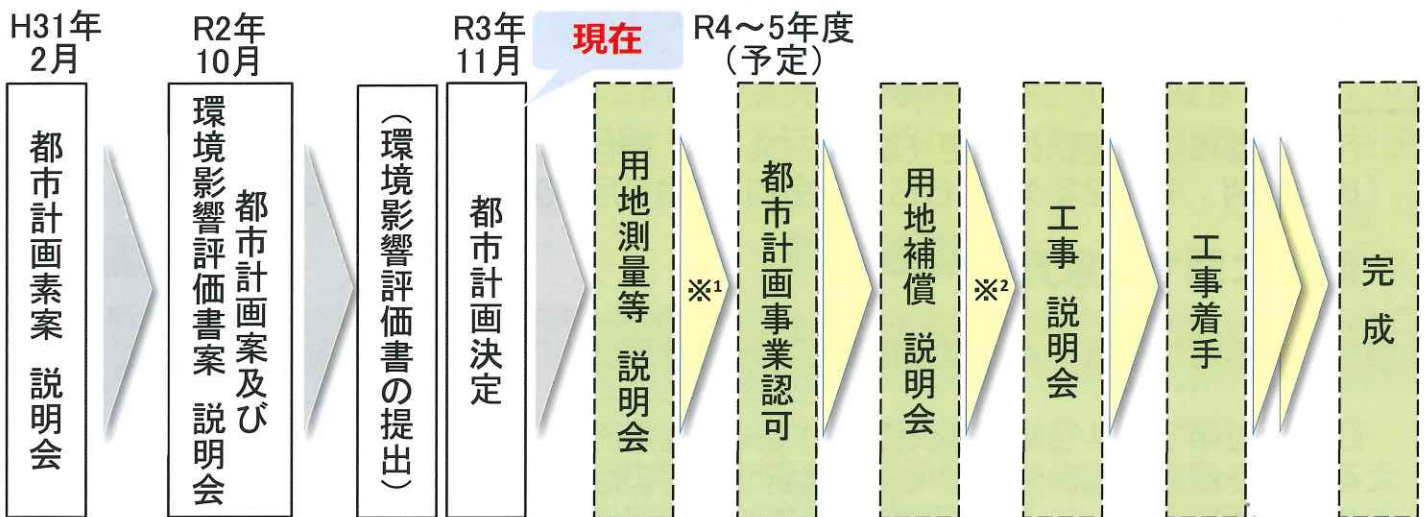 H31年
2月
R2年
10月
R3年
11月
現在
R4～5年度
（予定）
都市計画素案 説明会
都市計画案及び
環境影響評価書案 説明会
（環境影響評価書の提出）
都市計画決定
用地測量等 説明会
※1
都市計画事業認可
用地補償 説明会
※2
工事 説明会
工事着手
完成